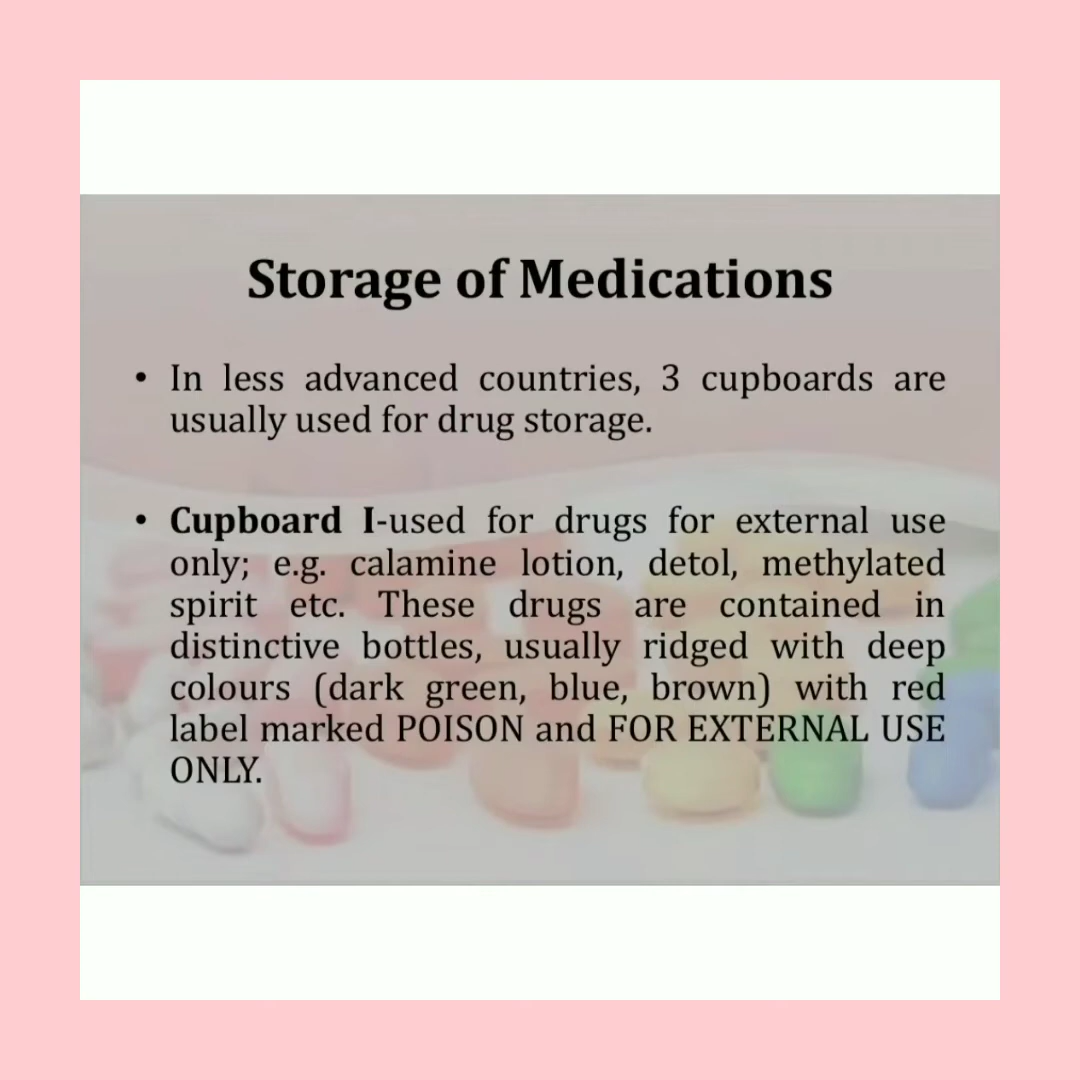 Storage of Medications
• In less advanced countries, 3 cupboards are
usually used for drug storage.
• Cupboard I-used for drugs for external use
only; e.g. calamine lotion, detol, methylated
spirit etc. These drugs are contained in
distinctive bottles, usually ridged with deep
colours (dark green, blue, brown) with red
label marked POISON and FOR EXTERNAL USE
ONLY.